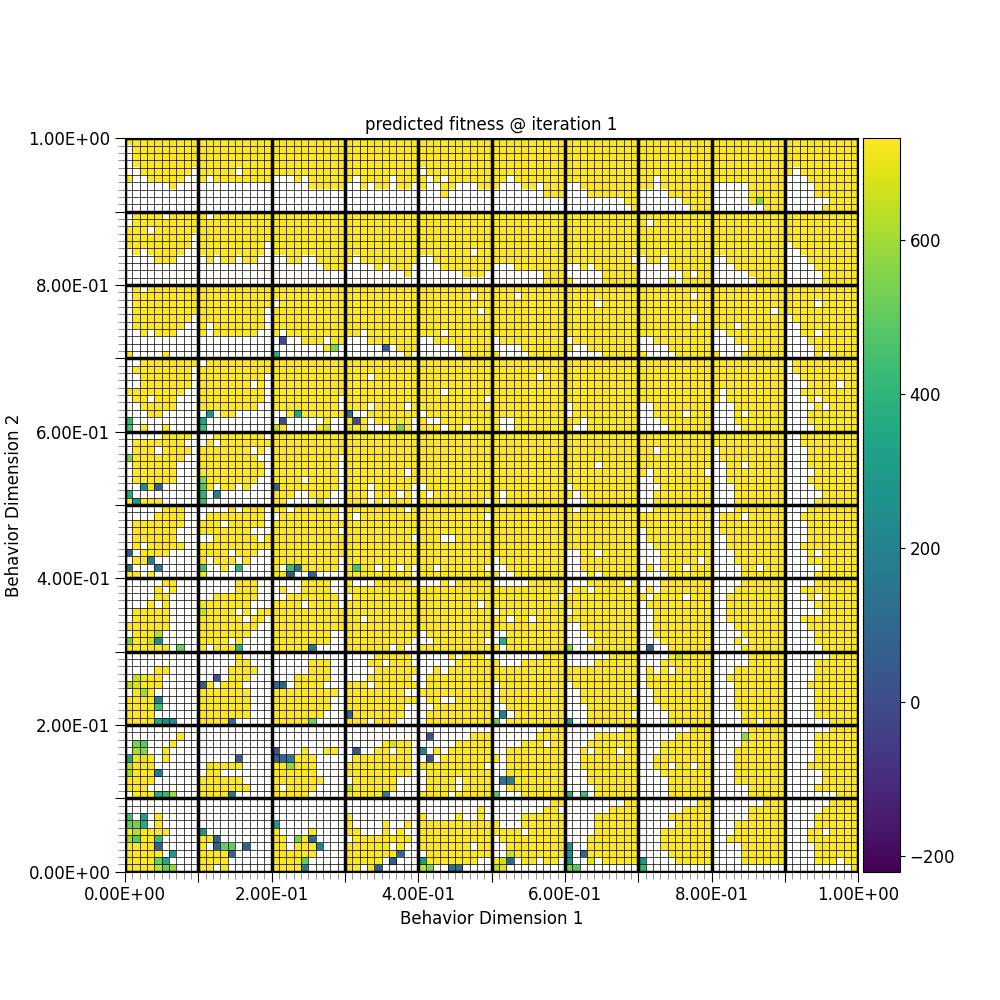 predicted fitness @ iteration 1
1.00E+00
8.00E-01
6.00E-01
4.00E-01
2.00E-01
0.00E+00
Behavior Dimension 2
0.00E+00 2.00E-01 4.00E-01 6.00E-01 8.00E-01 1.00E+00
Behavior Dimension 1
600
400
200
0
−200